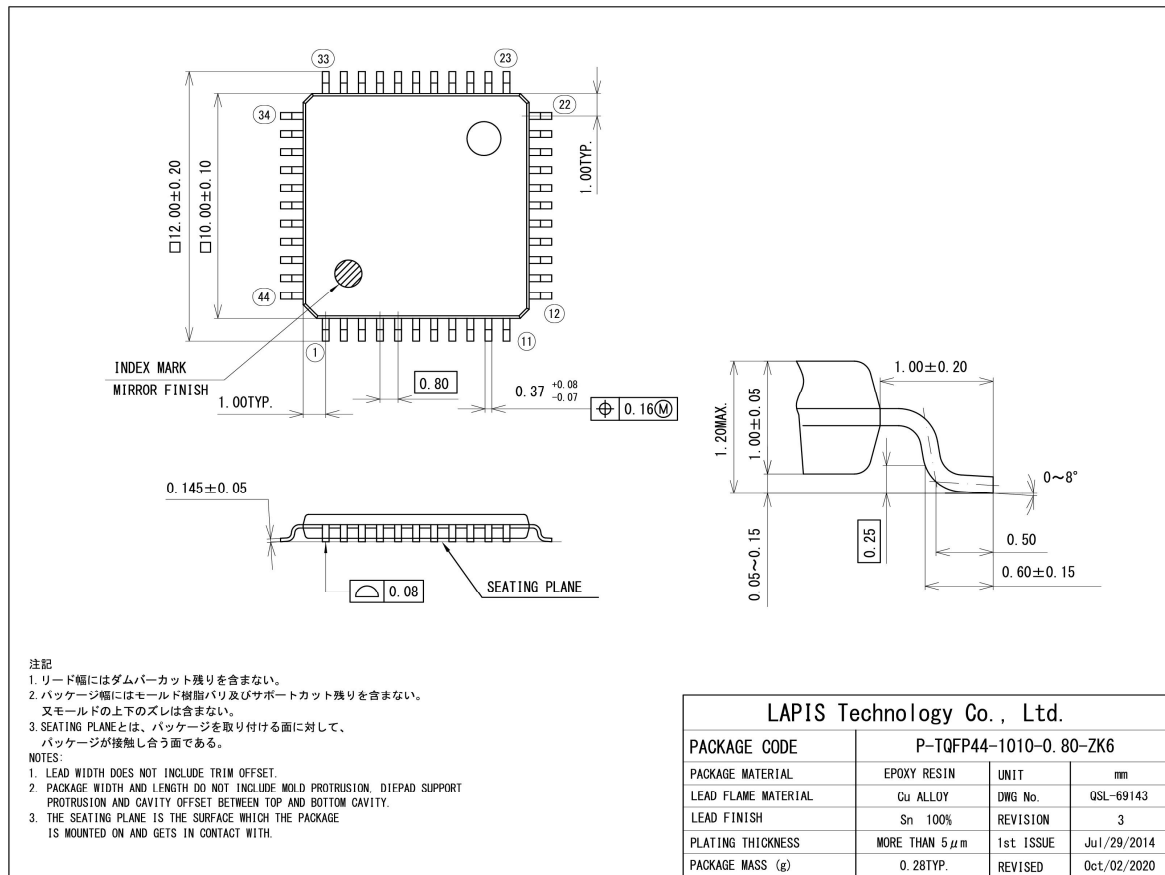 33
23
34
22
44
12
1
11
□12.00±0.20
□10.00±0.10
1.00TYP.
INDEX MARK
MIRROR FINISH
1.00TYP.
0.80
0.37 +0.08 -0.07
⌖ 0.16Ⓜ
0.145±0.05
0.08
SEATING PLANE
1.20MAX.
1.00±0.05
1.00±0.20
0.05~0.15
0.25
0~8°
0.50
0.60±0.15
注記
1. リード幅にはダムバーカット残りを含まない。
2. パッケージ幅にはモールド樹脂バリ及びサポートカット残りを含まない。
又モールドの上下のズレは含まない。
3. SEATING PLANEとは、パッケージを取り付ける面に対して、
パッケージが接触し合う面である。
NOTES:
1. LEAD WIDTH DOES NOT INCLUDE TRIM OFFSET.
2. PACKAGE WIDTH AND LENGTH DO NOT INCLUDE MOLD PROTRUSION, DIEPAD SUPPORT
PROTRUSION AND CAVITY OFFSET BETWEEN TOP AND BOTTOM CAVITY.
3. THE SEATING PLANE IS THE SURFACE WHICH THE PACKAGE
IS MOUNTED ON AND GETS IN CONTACT WITH.
LAPIS Technology Co., Ltd.
PACKAGE CODE P-TQFP44-1010-0.80-ZK6
PACKAGE MATERIAL EPOXY RESIN UNIT mm
LEAD FLAME MATERIAL Cu ALLOY DWG No. QSL-69143
LEAD FINISH Sn 100% REVISION 3
PLATING THICKNESS MORE THAN 5μm 1st ISSUE Jul/29/2014
PACKAGE MASS (g) 0.28TYP. REVISED Oct/02/2020